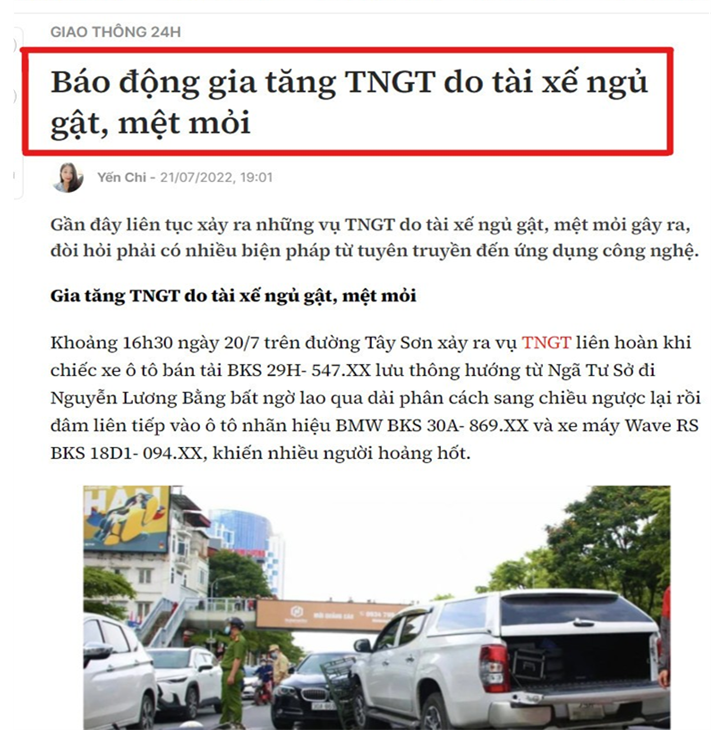 GIAO THÔNG 24H
Báo động gia tăng TNGT do tài xế ngủ
gật, mệt mỏi
Yến Chi - 21/07/2022, 19:01
Gần đây liên tục xảy ra những vụ TNGT do tài xế ngủ gật, mệt mỏi gây ra,
đòi hỏi phải có nhiều biện pháp từ tuyên truyền đến ứng dụng công nghệ.
Gia tăng TNGT do tài xế ngủ gật, mệt mỏi
Khoảng 16h30 ngày 20/7 trên đường Tây Sơn xảy ra vụ TNGT liên hoàn khi
chiếc xe ô tô bán tải BKS 29H- 547.XX lưu thông hướng từ Ngã Tư Sở đi
Nguyễn Lương Bằng bất ngờ lao qua dải phân cách sang chiều ngược lại rồi
đâm liên tiếp vào ô tô nhãn hiệu BMW BKS 30A- 869.XX và xe máy Wave RS
BKS 18D1- 094.XX, khiến nhiều người hoảng hốt.